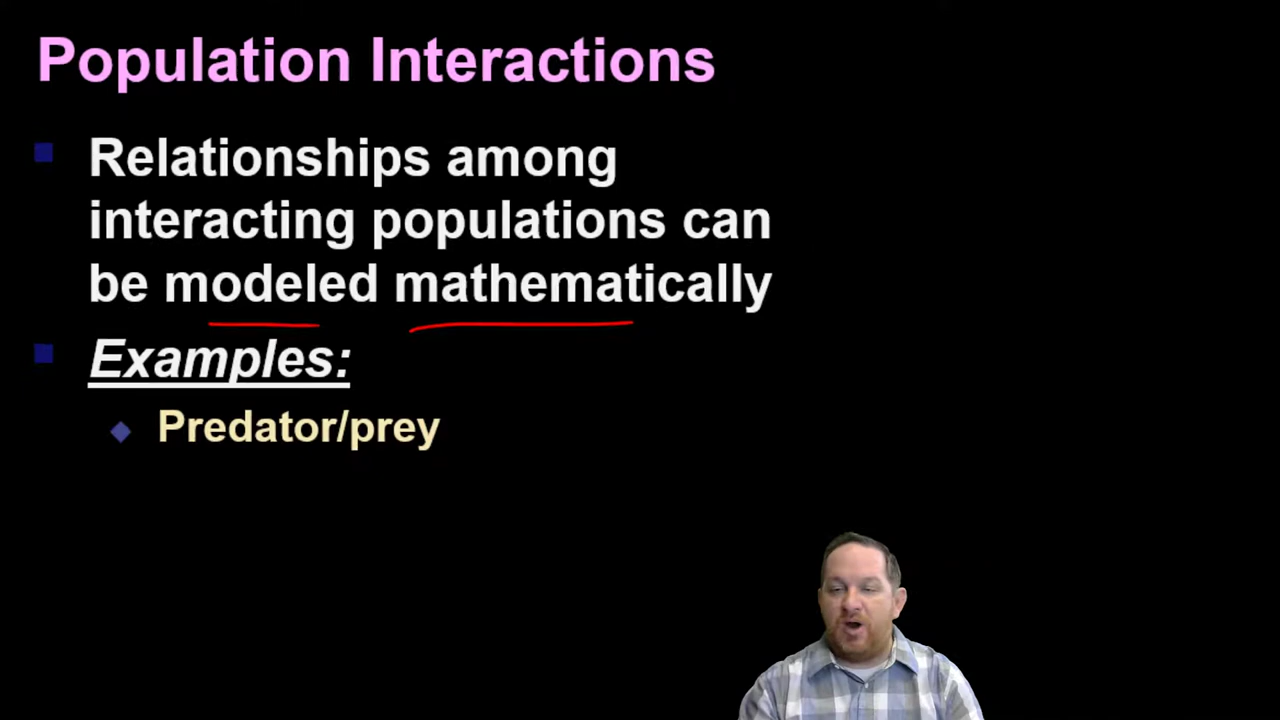 Population Interactions
Relationships among
interacting populations can
be modeled mathematically
Examples:
Predator/prey